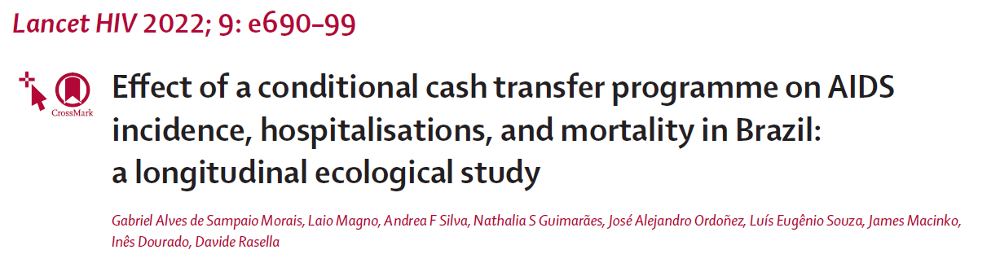 Lancet HIV 2022; 9: e690–99
Effect of a conditional cash transfer programme on AIDS
CrossMark
incidence, hospitalisations, and mortality in Brazil:
a longitudinal ecological study
Gabriel Alves de Sampaio Morais, Laio Magno, Andrea F Silva, Nathalia S Guimarães, José Alejandro Ordoñez, Luís Eugênio Souza, James Macinko,
Inês Dourado, Davide Rasella